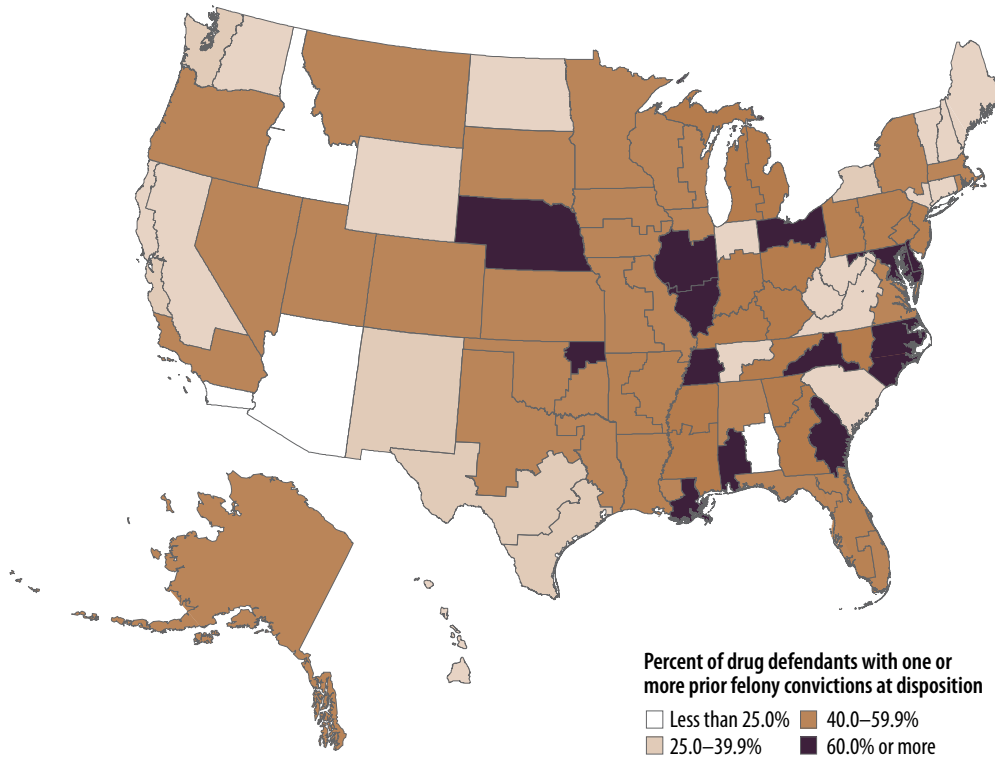 Percent of drug defendants with one or
more prior felony convictions at disposition
Less than 25.0% 40.0–59.9%
25.0–39.9% 60.0% or more